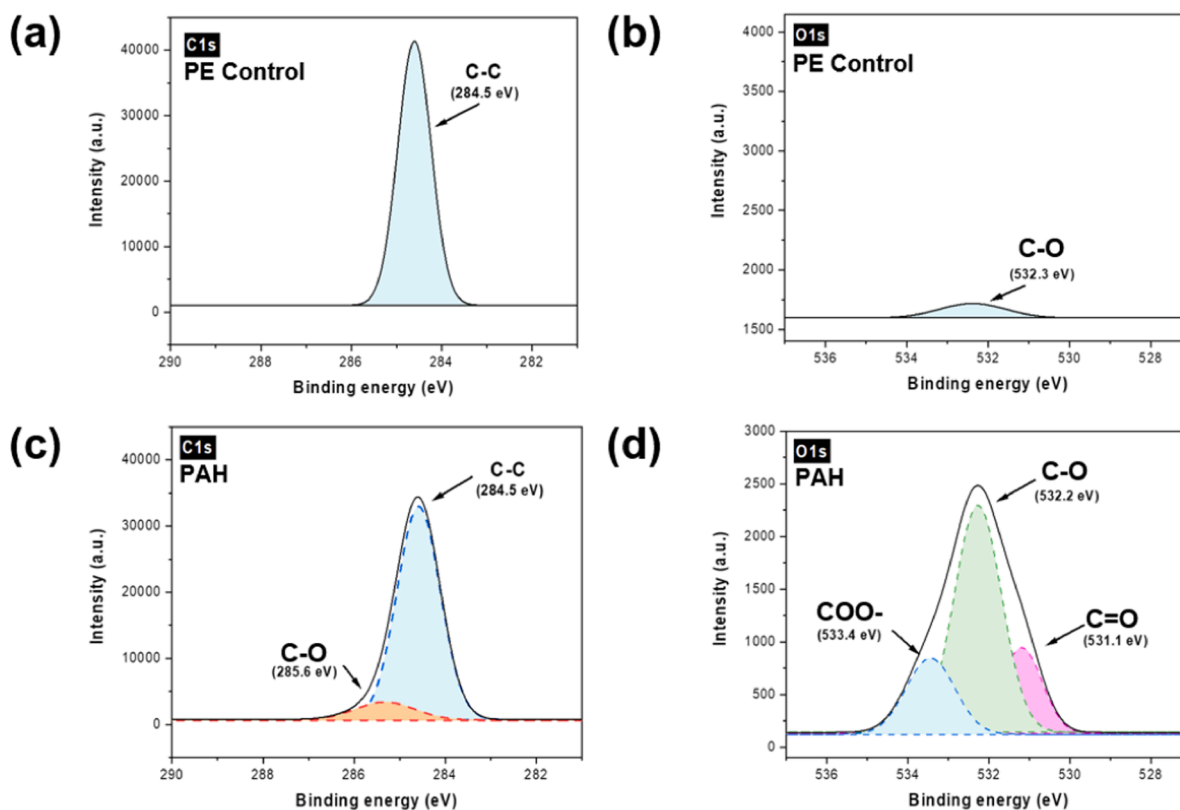 (a)
C1s
PE Control
C-C
(284.5 eV)
Intensity (a.u.)
40000
30000
20000
10000
0
290
288
286
284
282
Binding energy (eV)
(b)
O1s
PE Control
C-O
(532.3 eV)
Intensity (a.u.)
4000
3500
3000
2500
2000
1500
536
534
532
530
528
Binding energy (eV)
(c)
C1s
PAH
C-C
(284.5 eV)
C-O
(285.6 eV)
Intensity (a.u.)
40000
30000
20000
10000
0
290
288
286
284
282
Binding energy (eV)
(d)
O1s
PAH
C-O
(532.2 eV)
COO-
(533.4 eV)
C=O
(531.1 eV)
Intensity (a.u.)
3000
2500
2000
1500
1000
500
0
536
534
532
530
528
Binding energy (eV)